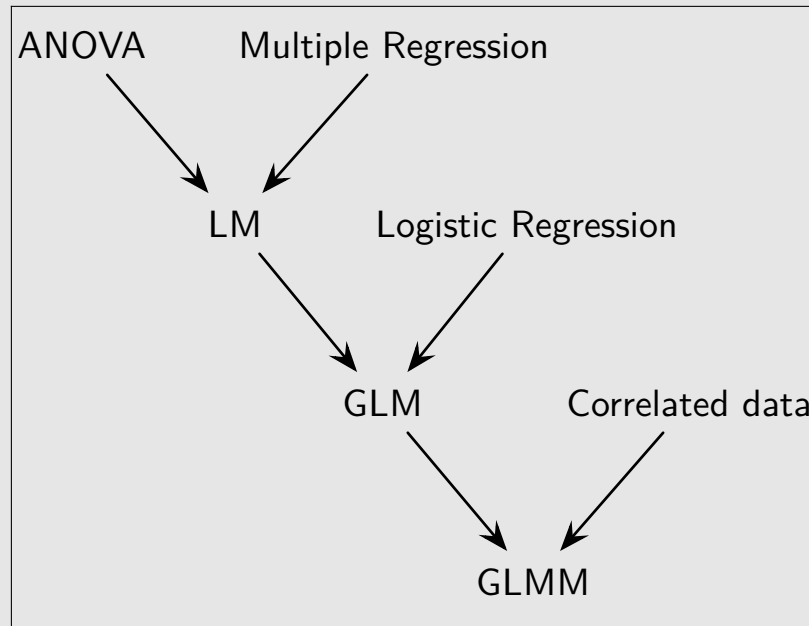 ANOVA Multiple Regression
LM Logistic Regression
GLM Correlated data
GLMM